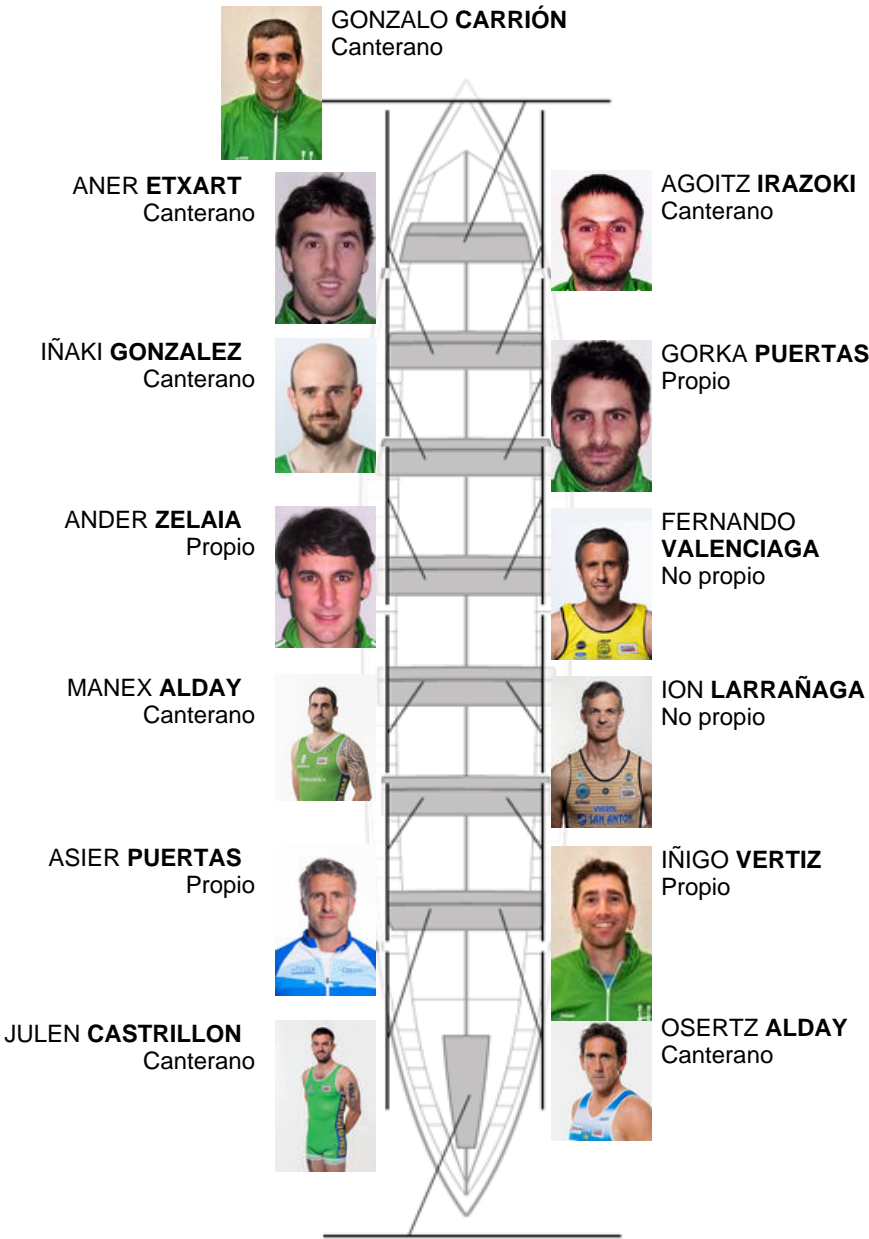 GONZALO CARRIÓN
Canterano
ANER ETXART
Canterano
AGOITZ IRAZOKI
Canterano
IÑAKI GONZALEZ
Canterano
GORKA PUERTAS
Propio
ANDER ZELAIA
Propio
FERNANDO
VALENCIAGA
No propio
MANEX ALDAY
Canterano
ION LARRAÑAGA
No propio
SAN ANTON
ASIER PUERTAS
Propio
IÑIGO VERTIZ
Propio
JULEN CASTRILLON
Canterano
OSERTZ ALDAY
Canterano